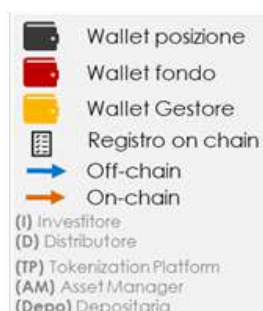 Wallet posizione
Wallet fondo
Wallet Gestore
Registro on chain
Off-chain
On-chain
(I) Investitore
(D) Distributore
(TP) Tokenization Platform
(AM) Asset Manager
(Depo) Depositaria